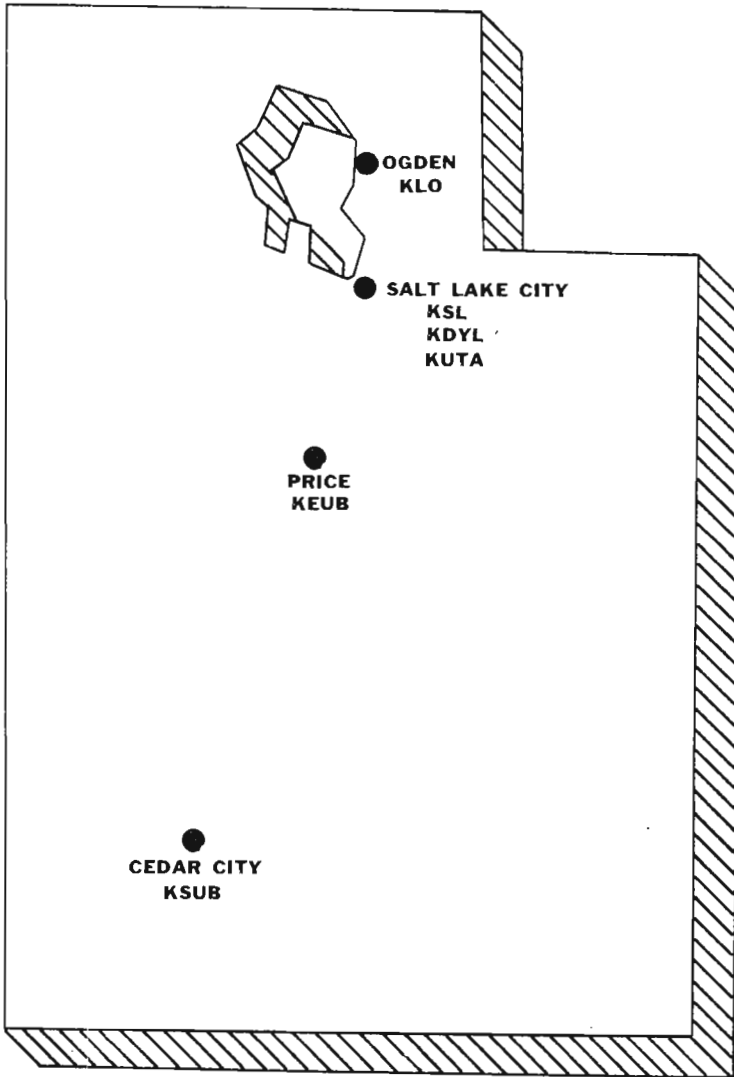 OGDEN
KLO
SALT LAKE CITY
KSL
KDYL
KUTA
PRICE
KEUB
CEDAR CITY
KSUB